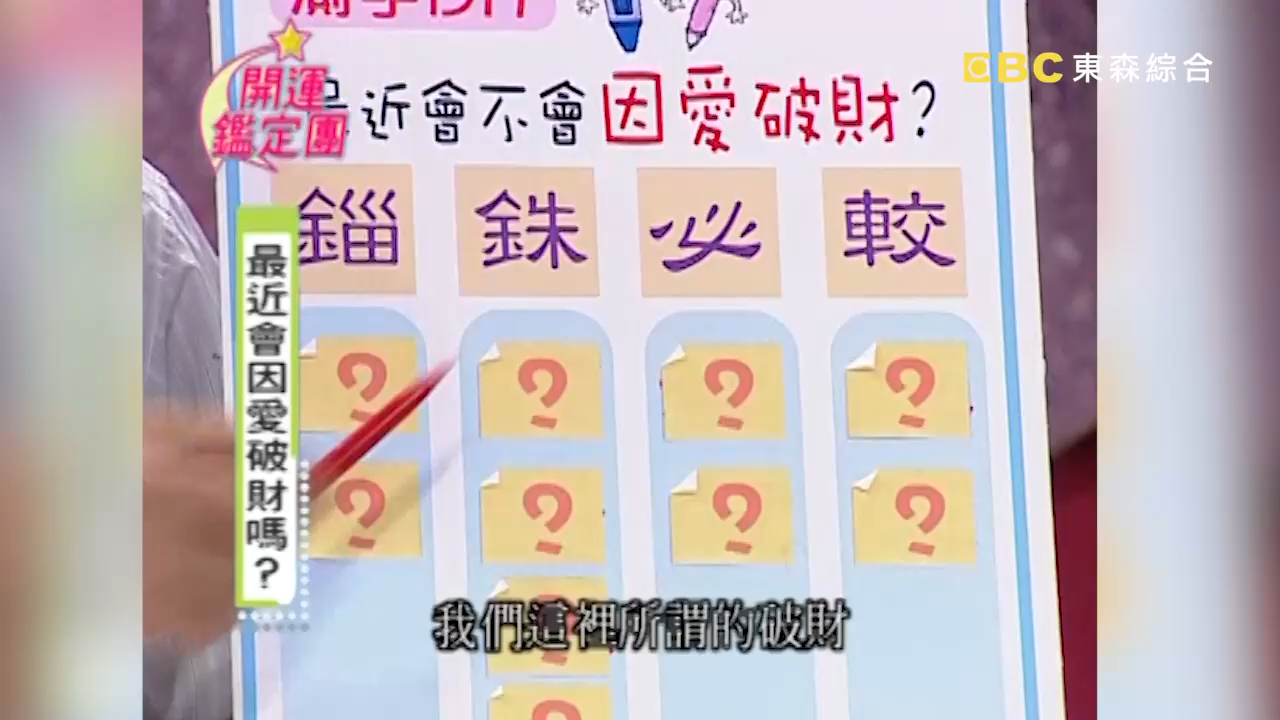 EBC 東森綜合
開運
鑑定團
最近會不會因愛破財?
錙 銖 必 較
? ? ? ?
? ? ? ?
?
?
最近會因愛破財嗎?
我們這裡所謂的破財